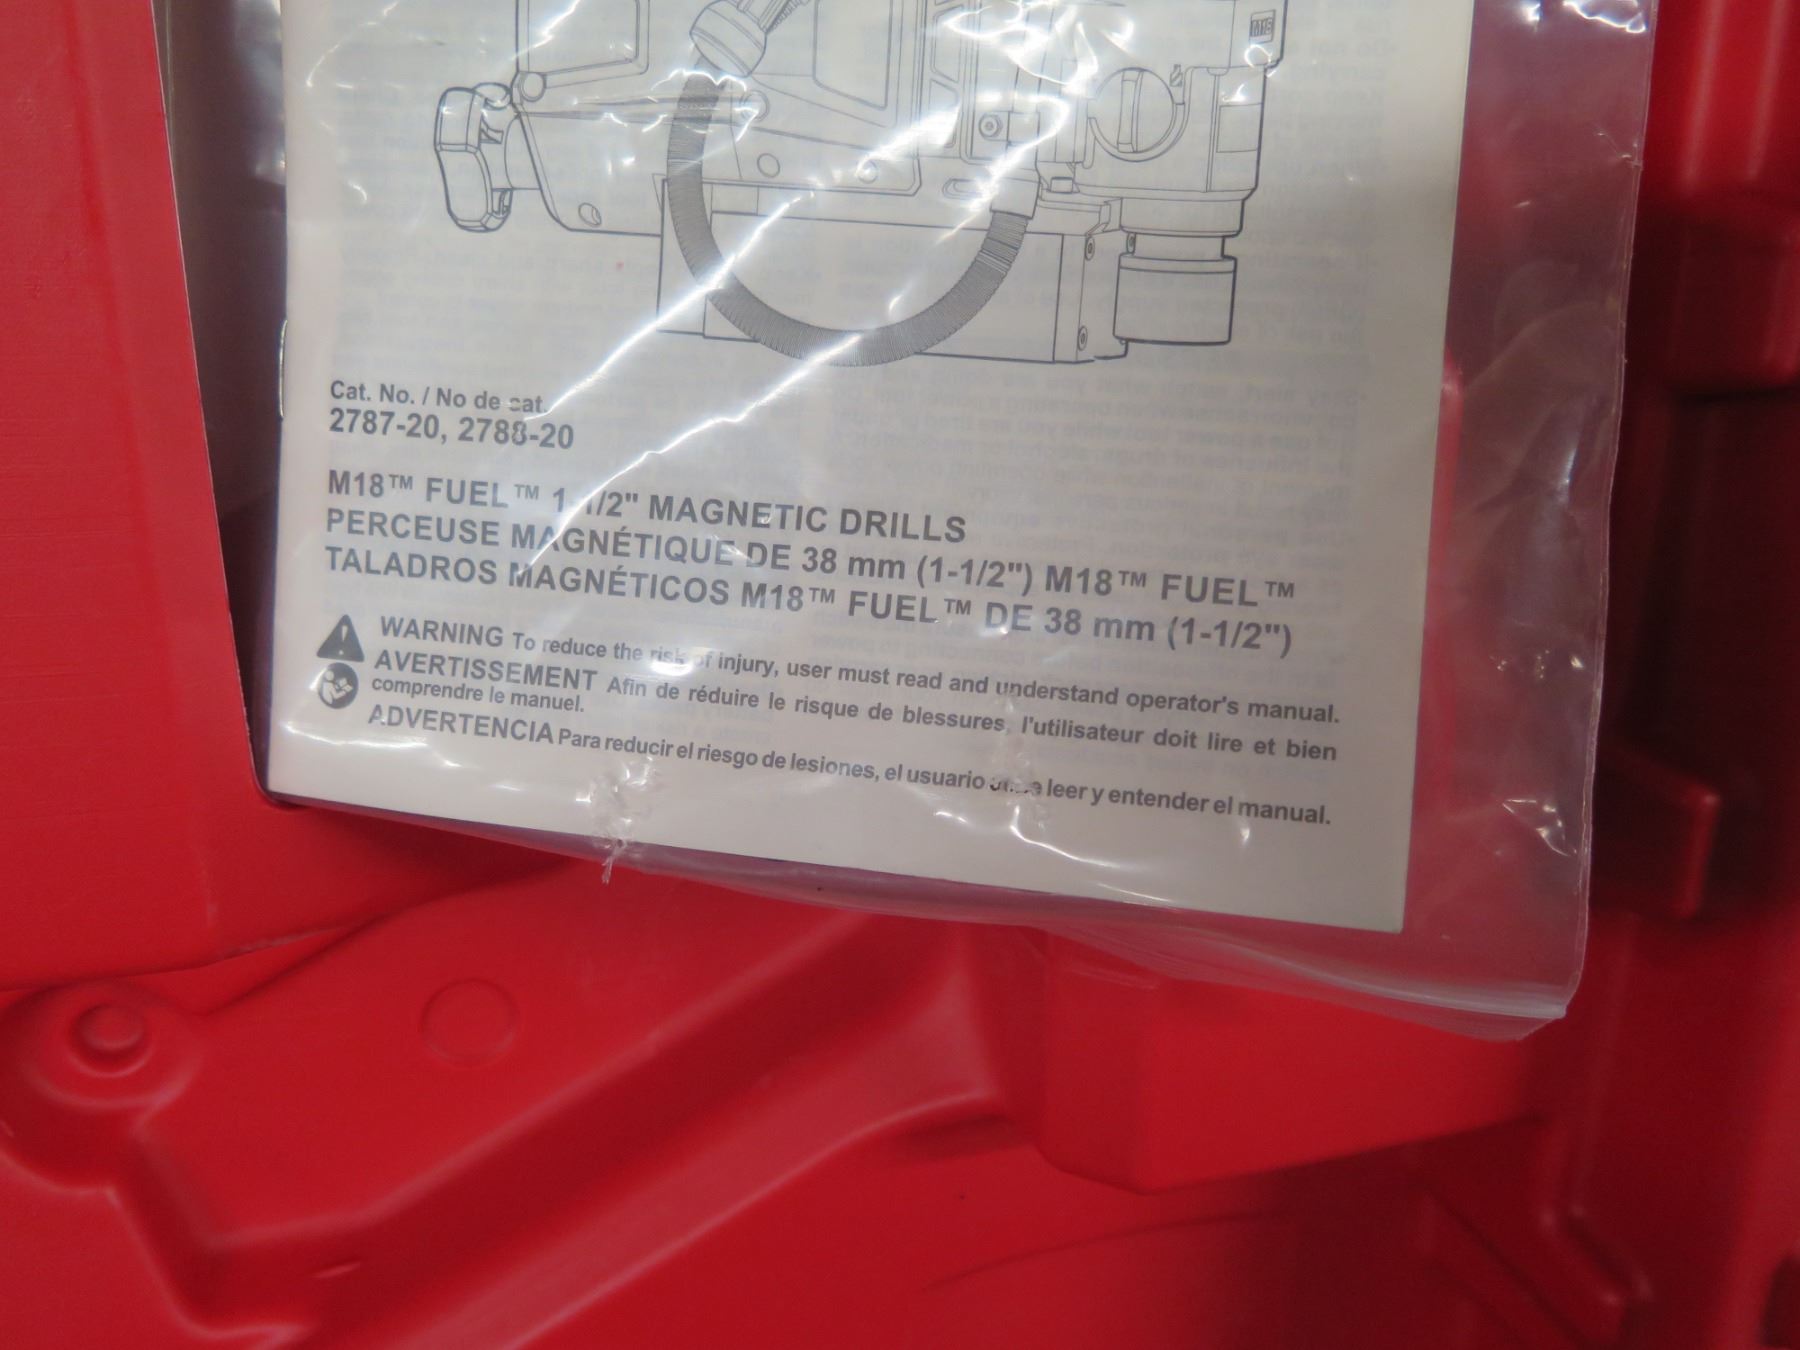 Cat. No. / No de cat.
2787-20, 2788-20
M18™ FUEL™ 1-1/2" MAGNETIC DRILLS
PERCEUSE MAGNÉTIQUE DE 38 mm (1-1/2") M18™ FUEL™
TALADROS MAGNÉTICOS M18™ FUEL™ DE 38 mm (1-1/2")
WARNING To reduce the risk of injury, user must read and understand operator's manual.
AVERTISSEMENT Afin de réduire le risque de blessures, l'utilisateur doit lire et bien
comprendre le manuel.
ADVERTENCIA Para reducir el riesgo de lesiones, el usuario leer y entender el manual.